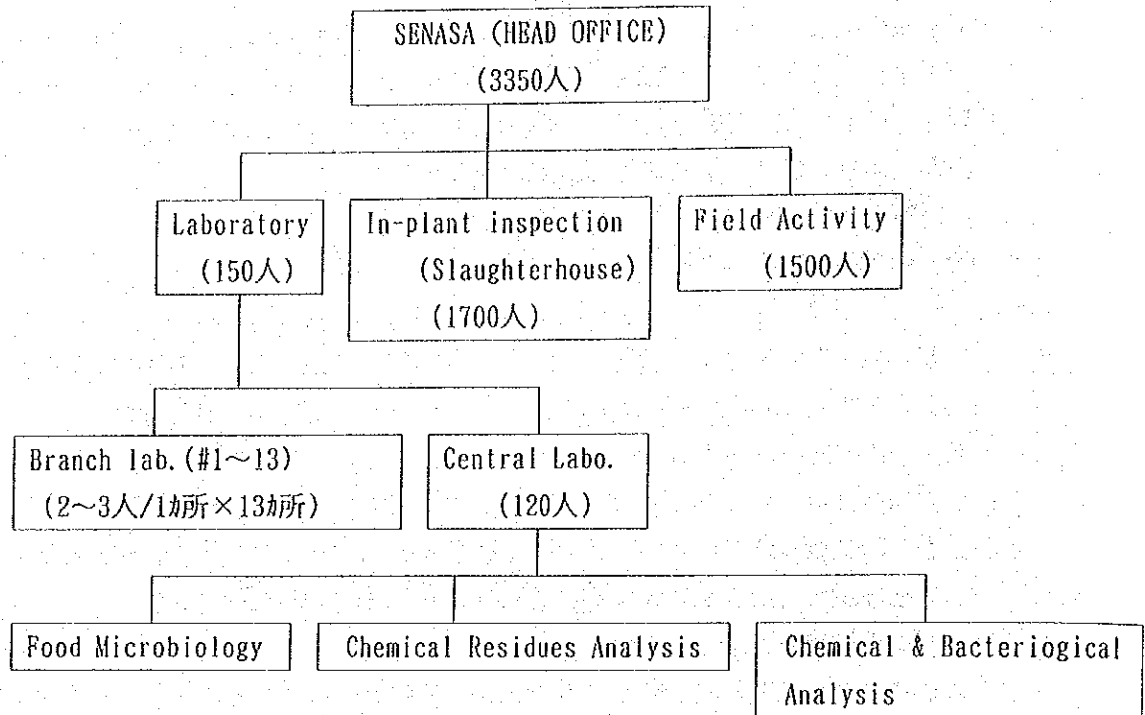 SENASA (HEAD OFFICE)
(3350人)
Laboratory
(150人)
In-plant inspection
(Slaughterhouse)
(1700人)
Field Activity
(1500人)
Branch lab.(#1〜13)
(2〜3人/1ｶ所×13ｶ所)
Central Labo.
(120人)
Food Microbiology
Chemical Residues Analysis
Chemical & Bacteriogical
Analysis